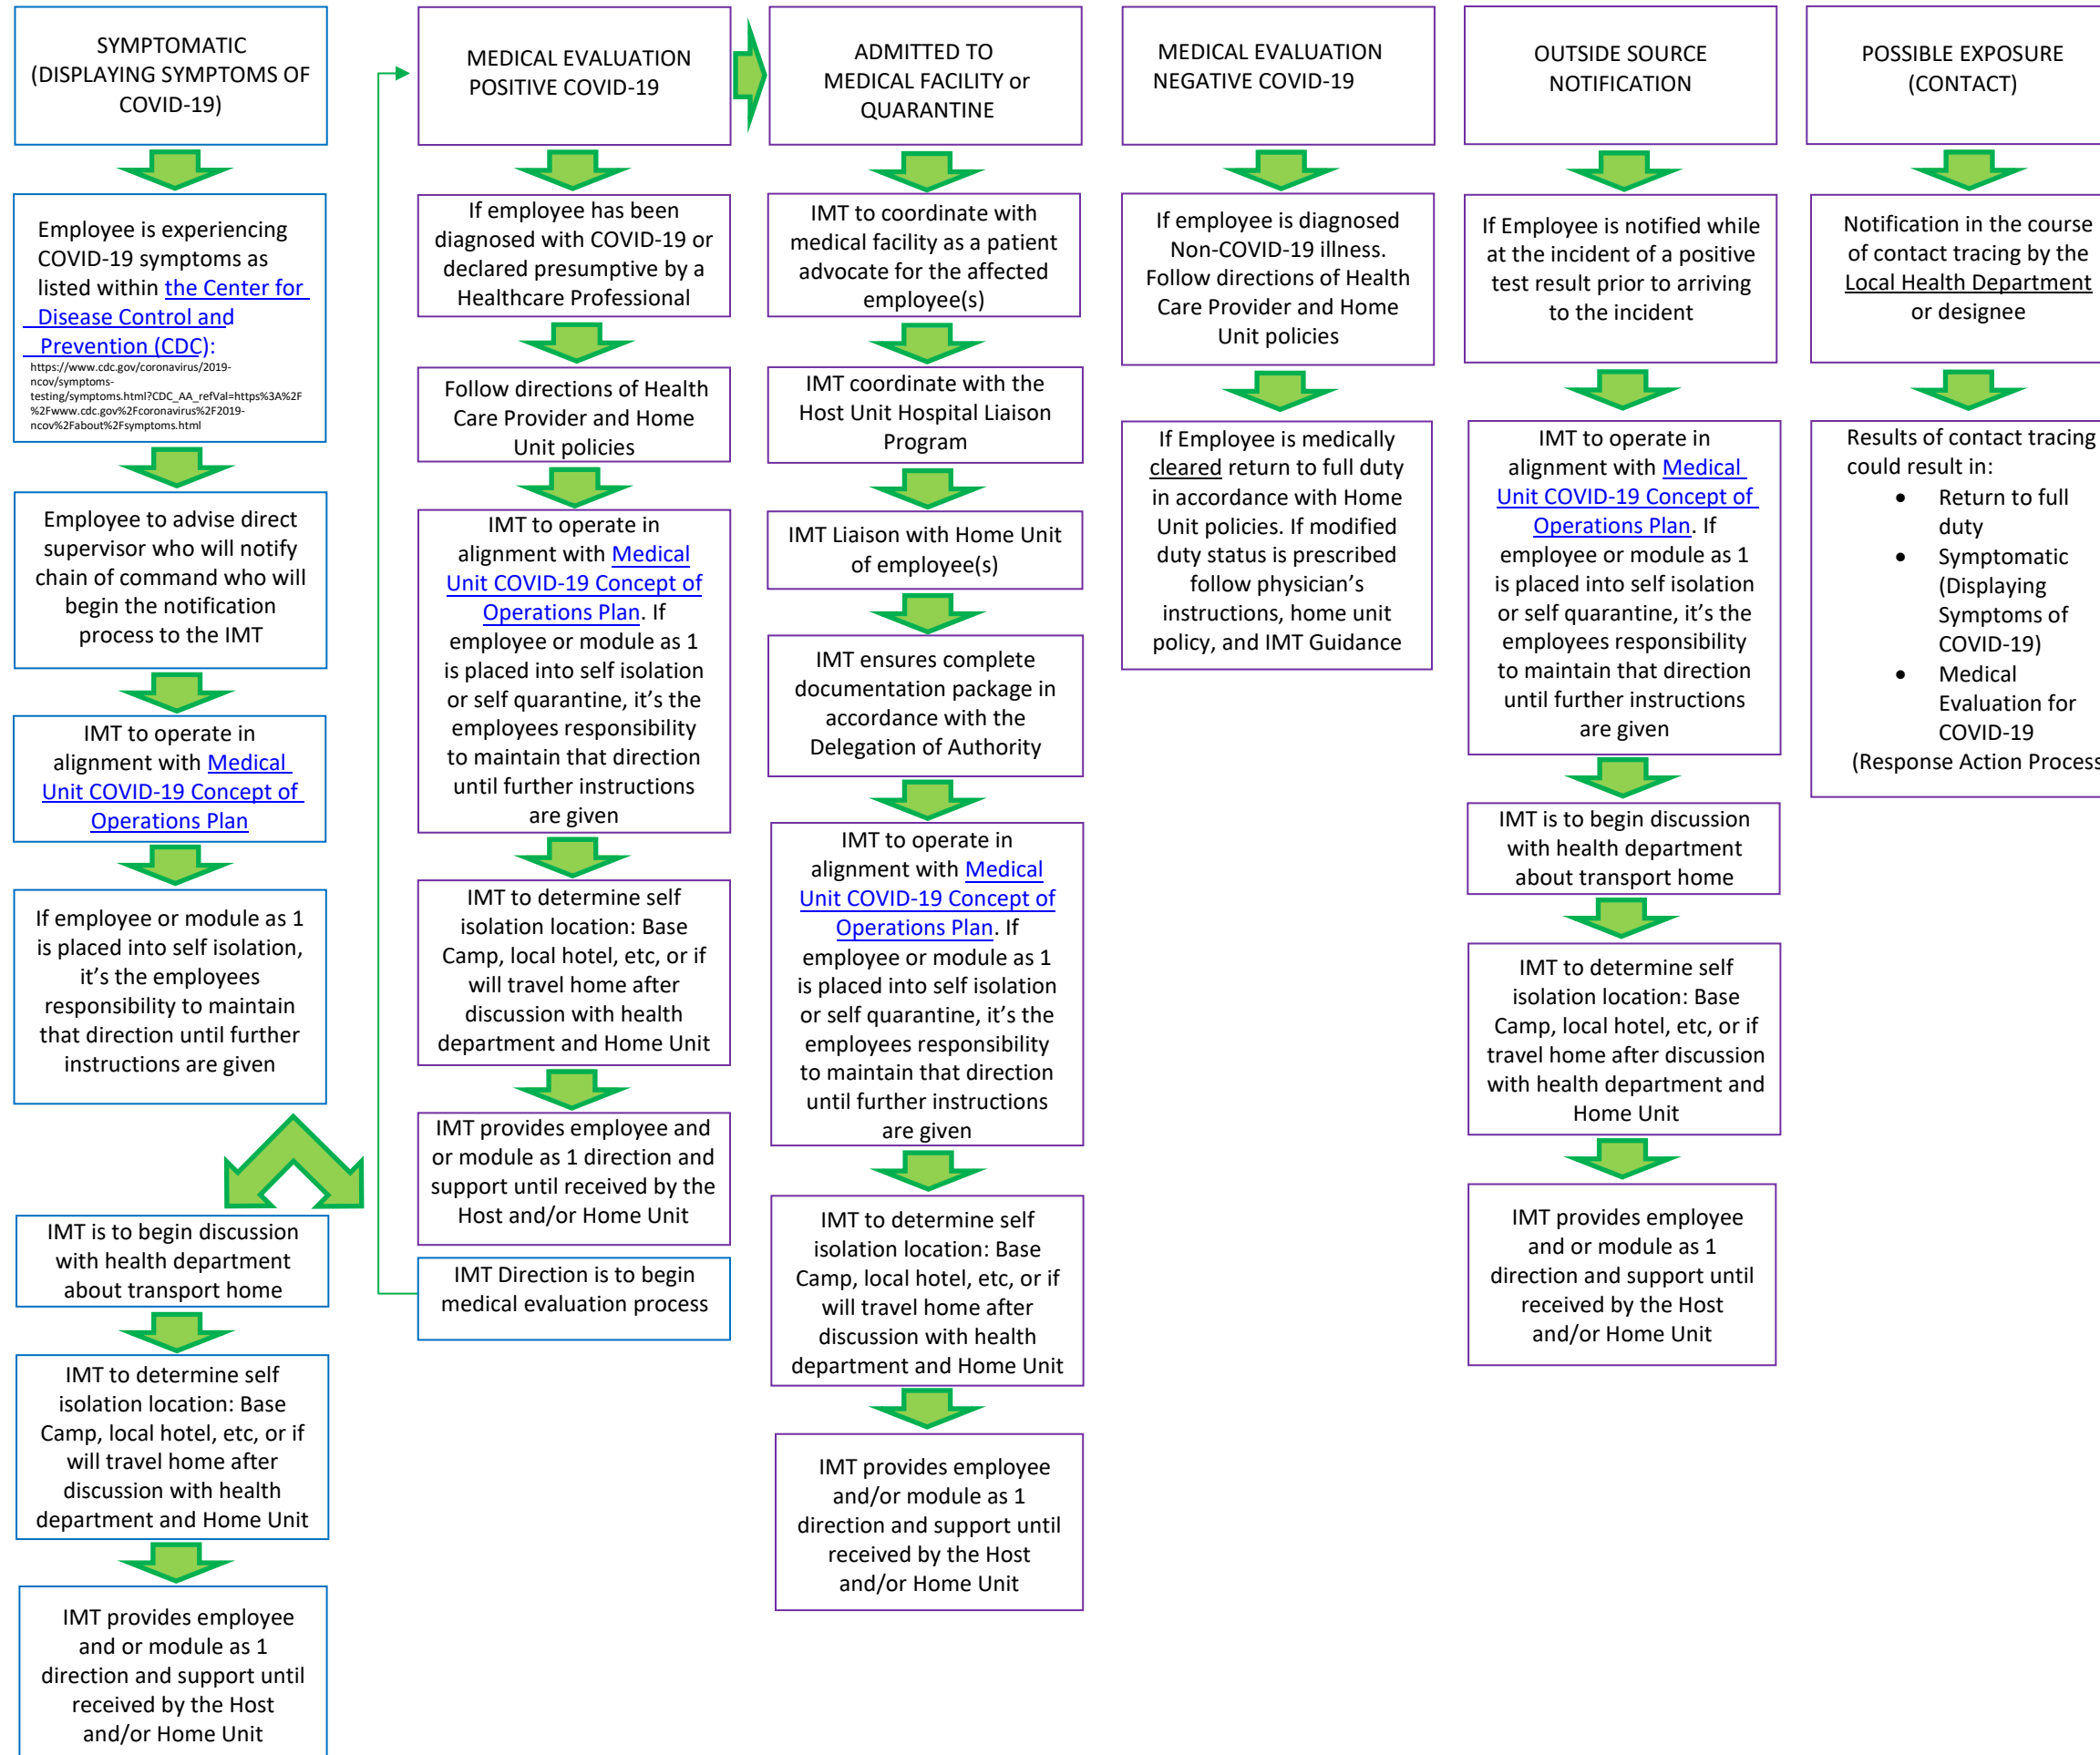 SYMPTOMATIC
(DISPLAYING SYMPTOMS OF
COVID-19)
Employee is experiencing
COVID-19 symptoms as
listed within the Center for
Disease Control and
Prevention (CDC):
https://www.cdc.gov/coronavirus/2019-
ncov/symptoms-
testing/symptoms.html?CDC_AA_refVal=https%3A%2F
%2Fwww.cdc.gov%2Fcoronavirus%2F2019-
ncov%2Fabout%2Fsymptoms.html
Employee to advise direct
supervisor who will notify
chain of command who will
begin the notification
process to the IMT
IMT to operate in
alignment with Medical
Unit COVID-19 Concept of
Operations Plan
If employee or module as 1
is placed into self isolation,
it’s the employees
responsibility to maintain
that direction until further
instructions are given
IMT is to begin discussion
with health department
about transport home
IMT to determine self
isolation location: Base
Camp, local hotel, etc, or if
will travel home after
discussion with health
department and Home Unit
IMT provides employee
and or module as 1
direction and support until
received by the Host
and/or Home Unit
MEDICAL EVALUATION
POSITIVE COVID-19
If employee has been
diagnosed with COVID-19 or
declared presumptive by a
Healthcare Professional
Follow directions of Health
Care Provider and Home
Unit policies
IMT to operate in
alignment with Medical
Unit COVID-19 Concept of
Operations Plan. If
employee or module as 1
is placed into self isolation
or self quarantine, it’s the
employees responsibility
to maintain that direction
until further instructions
are given
IMT to determine self
isolation location: Base
Camp, local hotel, etc, or if
will travel home after
discussion with health
department and Home Unit
IMT provides employee and
or module as 1 direction and
support until received by the
Host and/or Home Unit
IMT Direction is to begin
medical evaluation process
ADMITTED TO
MEDICAL FACILITY or
QUARANTINE
IMT to coordinate with
medical facility as a patient
advocate for the affected
employee(s)
IMT coordinate with the
Host Unit Hospital Liaison
Program
IMT Liaison with Home Unit
of employee(s)
IMT ensures complete
documentation package in
accordance with the
Delegation of Authority
IMT to operate in
alignment with Medical
Unit COVID-19 Concept of
Operations Plan. If
employee or module as 1
is placed into self isolation
or self quarantine, it’s the
employees responsibility
to maintain that direction
until further instructions
are given
IMT to determine self
isolation location: Base
Camp, local hotel, etc, or if
will travel home after
discussion with health
department and Home Unit
IMT provides employee
and/or module as 1
direction and support until
received by the Host
and/or Home Unit
MEDICAL EVALUATION
NEGATIVE COVID-19
If employee is diagnosed
Non-COVID-19 illness.
Follow directions of Health
Care Provider and Home
Unit policies
If Employee is medically
cleared return to full duty
in accordance with Home
Unit policies. If modified
duty status is prescribed
follow physician’s
instructions, home unit
policy, and IMT Guidance
OUTSIDE SOURCE
NOTIFICATION
If Employee is notified while
at the incident of a positive
test result prior to arriving
to the incident
IMT to operate in
alignment with Medical
Unit COVID-19 Concept of
Operations Plan. If
employee or module as 1
is placed into self isolation
or self quarantine, it’s the
employees responsibility
to maintain that direction
until further instructions
are given
IMT is to begin discussion
with health department
about transport home
IMT to determine self
isolation location: Base
Camp, local hotel, etc, or if
travel home after discussion
with health department and
Home Unit
IMT provides employee
and or module as 1
direction and support until
received by the Host
and/or Home Unit
POSSIBLE EXPOSURE
(CONTACT)
Notification in the course
of contact tracing by the
Local Health Department
or designee
Results of contact tracing
could result in:
• Return to full
duty
• Symptomatic
(Displaying
Symptoms of
COVID-19)
• Medical
Evaluation for
COVID-19
(Response Action Process